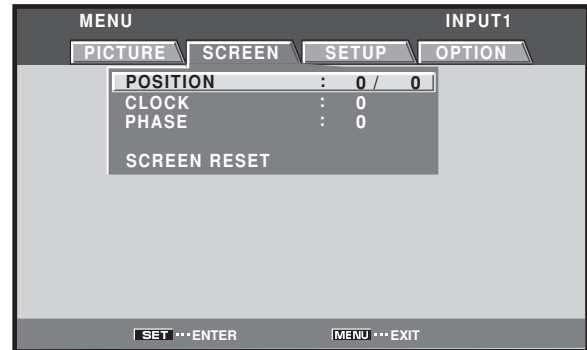 MENU INPUT1
PICTURE SCREEN SETUP OPTION
POSITION : 0 / 0
CLOCK : 0
PHASE : 0
SCREEN RESET
SET ··· ENTER MENU ··· EXIT